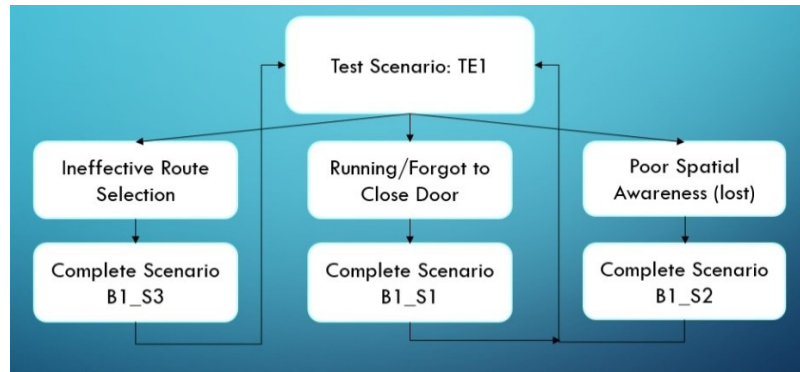 Test Scenario: TE1
Ineffective Route
Selection
Running/Forgot to
Close Door
Poor Spatial
Awareness (lost)
Complete Scenario
B1_S3
Complete Scenario
B1_S1
Complete Scenario
B1_S2